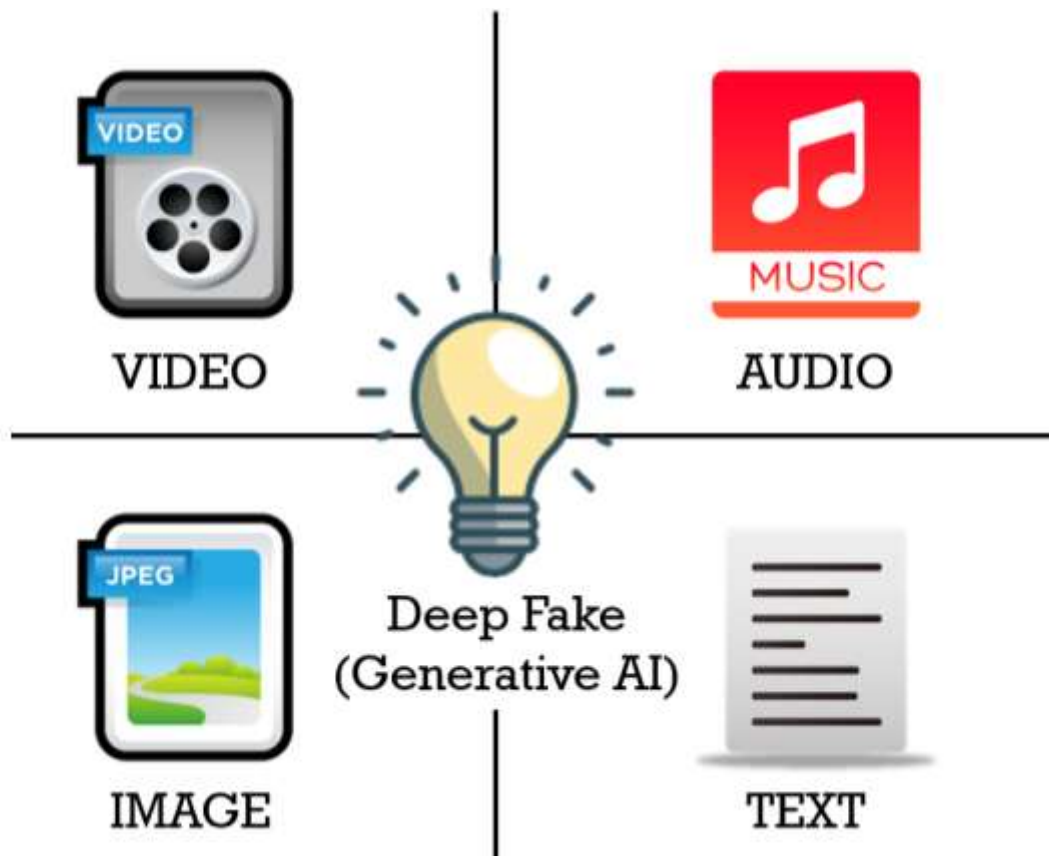 VIDEO
VIDEO
MUSIC
AUDIO
JPEG
IMAGE
Deep Fake
(Generative AI)
TEXT